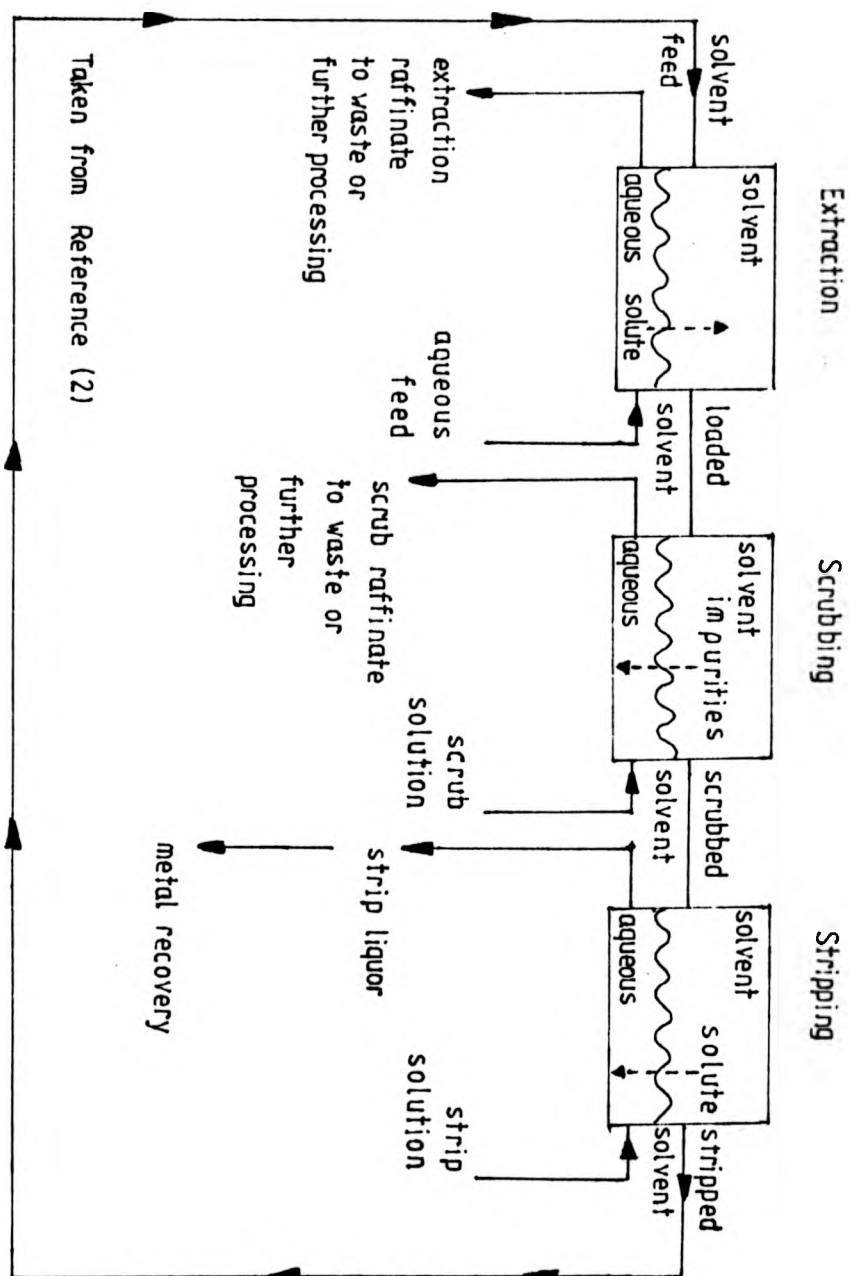 Extraction
Scrubbing
Stripping
solvent
feed
solvent
aqueous
solute
loaded
solvent
solvent
impurities
aqueous
scrubbed
solvent
solvent
solute
aqueous
stripped
solvent
extraction
raffinate
to waste or
further processing
aqueous
feed
scrub raffinate
to waste or
further
processing
scrub
solution
strip liquor
metal recovery
strip
solution
Taken from Reference (2)